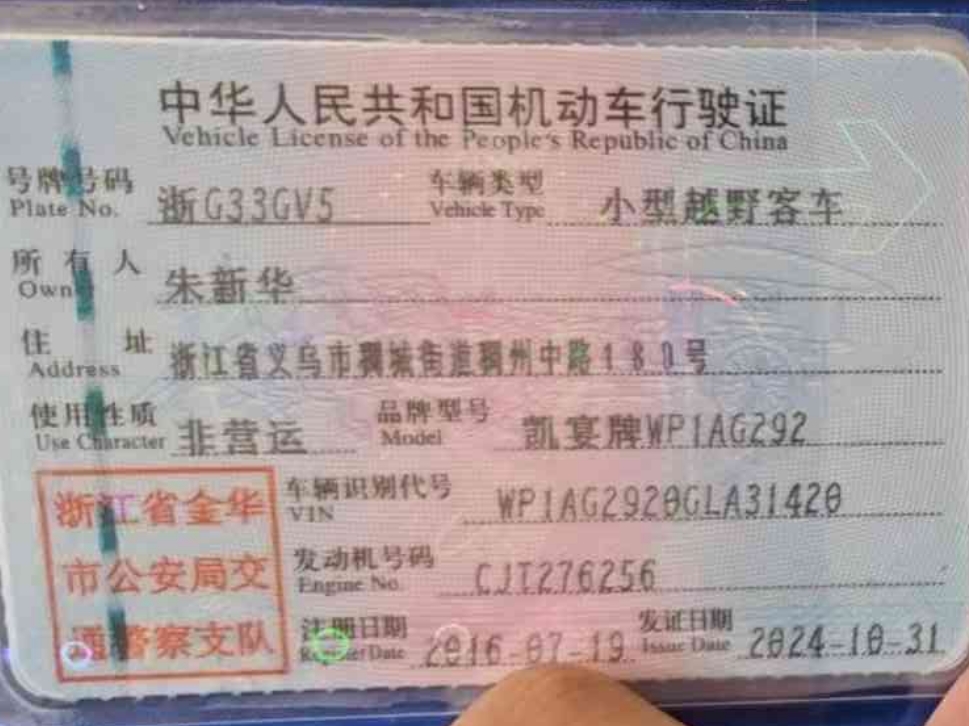 中华人民共和国机动车行驶证
Vehicle License of the People's Republic of China
号牌号码 浙G33GV5 车辆类型 小型越野客车
Plate No. Vehicle Type
所有人 朱新华
Owner
住址 浙江省义乌市稠城街道稠州中路180号
Address
使用性质 非营运 品牌型号 凯宴牌WP1AG292
Use Character Model
浙江省金华 车辆识别代号 WP1AG2920GLA31420
VIN
市公安局交 发动机号码 CJT276256
Engine No.
通警察支队 注册日期 2016-07-19 发证日期 2024-10-31
Register Date Issue Date